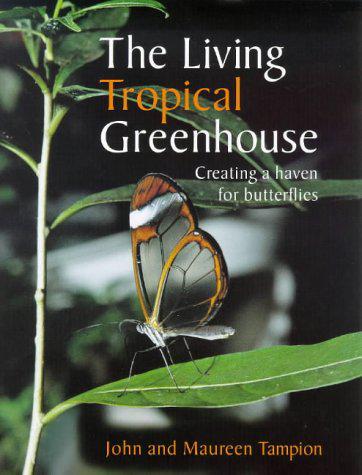 The Living
Tropical
Greenhouse
Creating a haven
for butterflies
John and Maureen Tampion